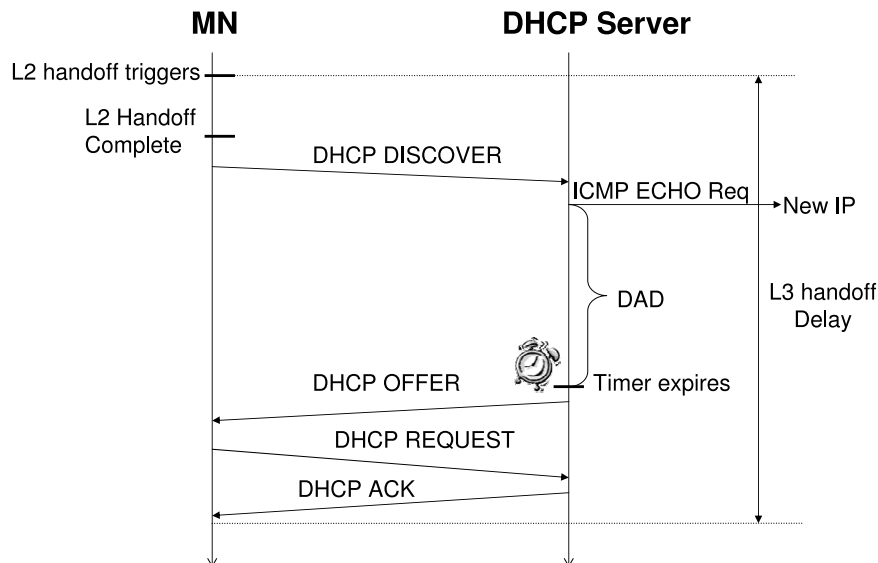 MN
DHCP Server
L2 handoff triggers
L2 Handoff
Complete
DHCP DISCOVER
ICMP ECHO Req
New IP
DAD
L3 handoff
Delay
Timer expires
DHCP OFFER
DHCP REQUEST
DHCP ACK